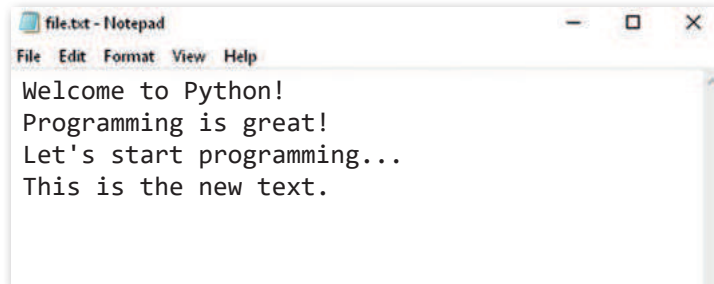 file.txt - Notepad
File Edit Format View Help
Welcome to Python!
Programming is great!
Let's start programming...
This is the new text.